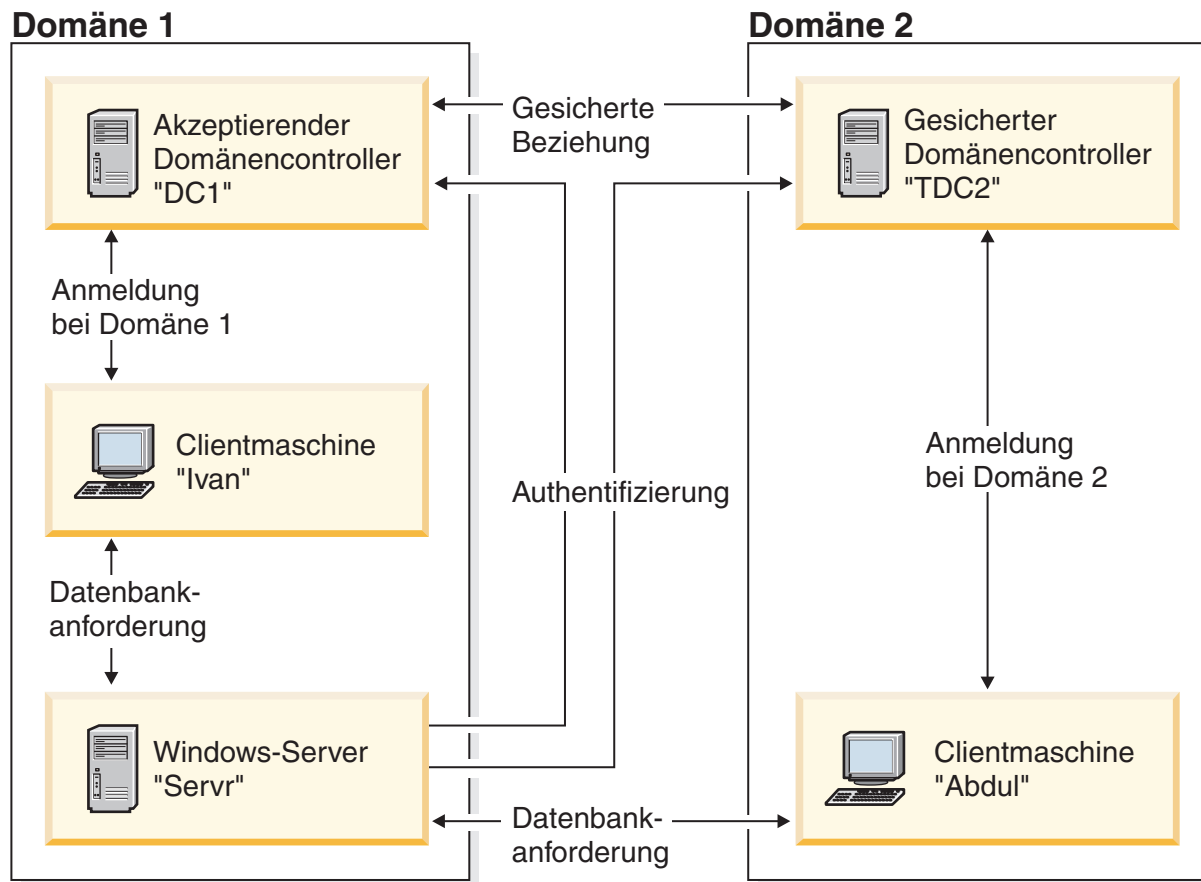 Domäne 1
Domäne 2
Akzeptierender
Domänencontroller
"DC1"
Gesicherte
Beziehung
Gesicherter
Domänencontroller
"TDC2"
Anmeldung
bei Domäne 1
Clientmaschine
"Ivan"
Authentifizierung
Anmeldung
bei Domäne 2
Datenbank-
anforderung
Windows-Server
"Servr"
Datenbank-
anforderung
Clientmaschine
"Abdul"